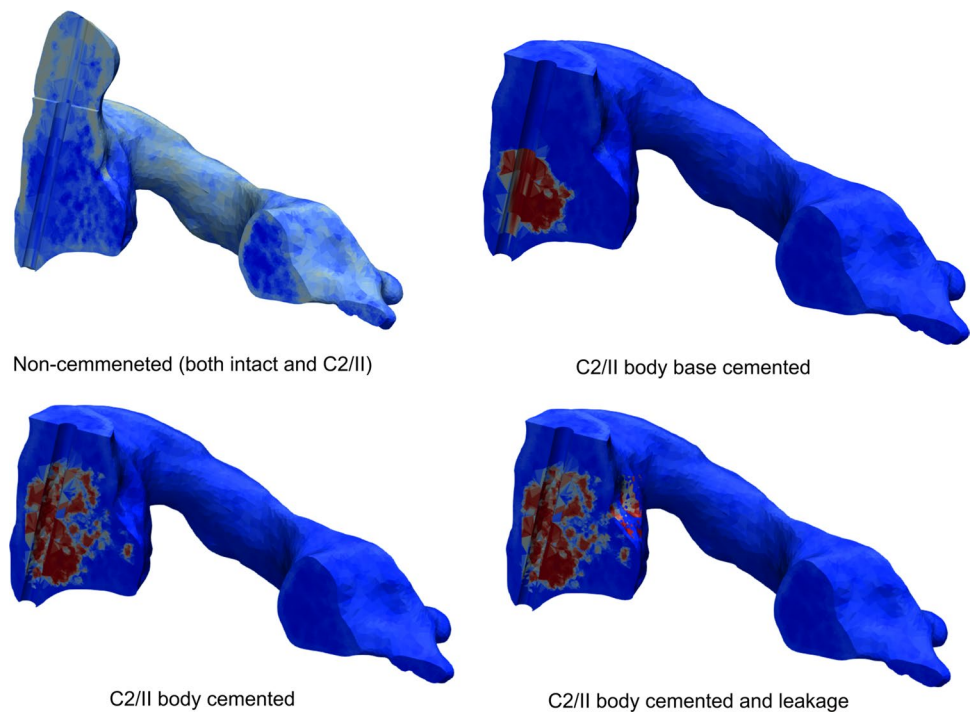 Non-cemmeneted (both intact and C2/II)
C2/II body base cemented
C2/II body cemented
C2/II body cemented and leakage